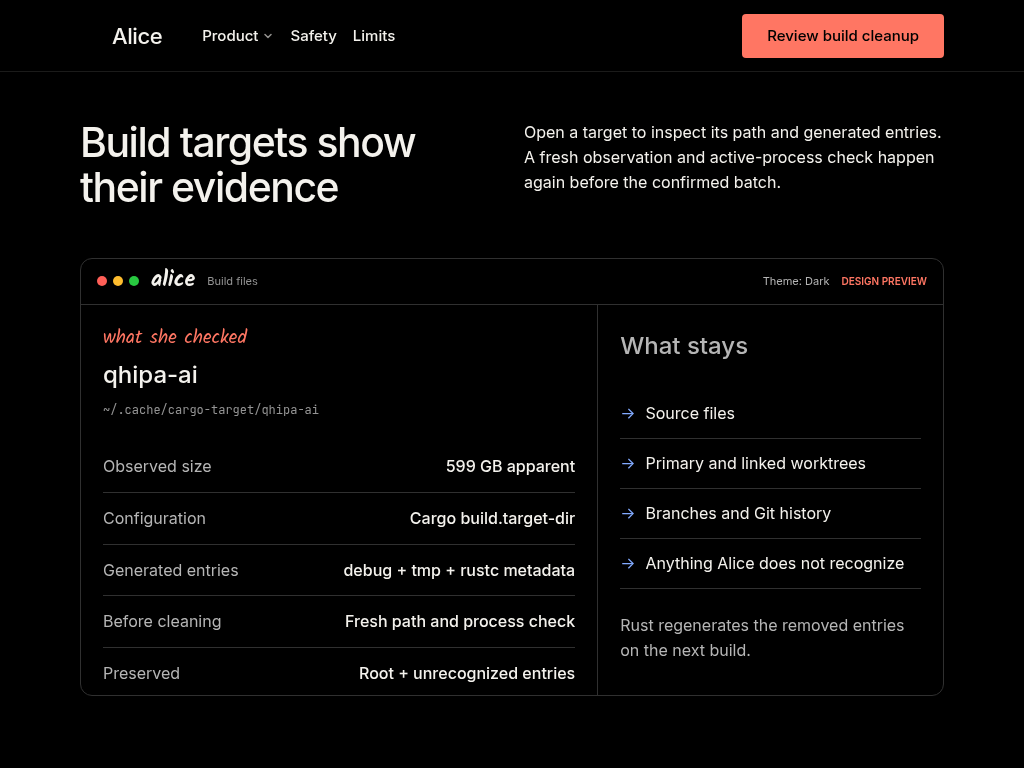 Alice
Product
Safety
Limits
Review build cleanup
Build targets show
their evidence
Open a target to inspect its path and generated entries.
A fresh observation and active-process check happen
again before the confirmed batch.
alice
Build files
Theme: Dark
DESIGN PREVIEW
what she checked
qhipa-ai
~/.cache/cargo-target/qhipa-ai
Observed size 599 GB apparent
Configuration Cargo build.target-dir
Generated entries debug + tmp + rustc metadata
Before cleaning Fresh path and process check
Preserved Root + unrecognized entries
What stays
→ Source files
→ Primary and linked worktrees
→ Branches and Git history
→ Anything Alice does not recognize
Rust regenerates the removed entries
on the next build.